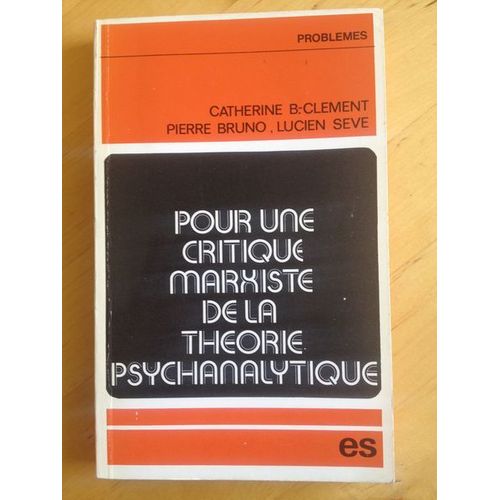 PROBLEMES
CATHERINE B.-CLEMENT
PIERRE BRUNO, LUCIEN SEVE
POUR UNE
CRITIQUE
MARXISTE
DE LA
THEORIE
PSYCHANALYTIQUE
es